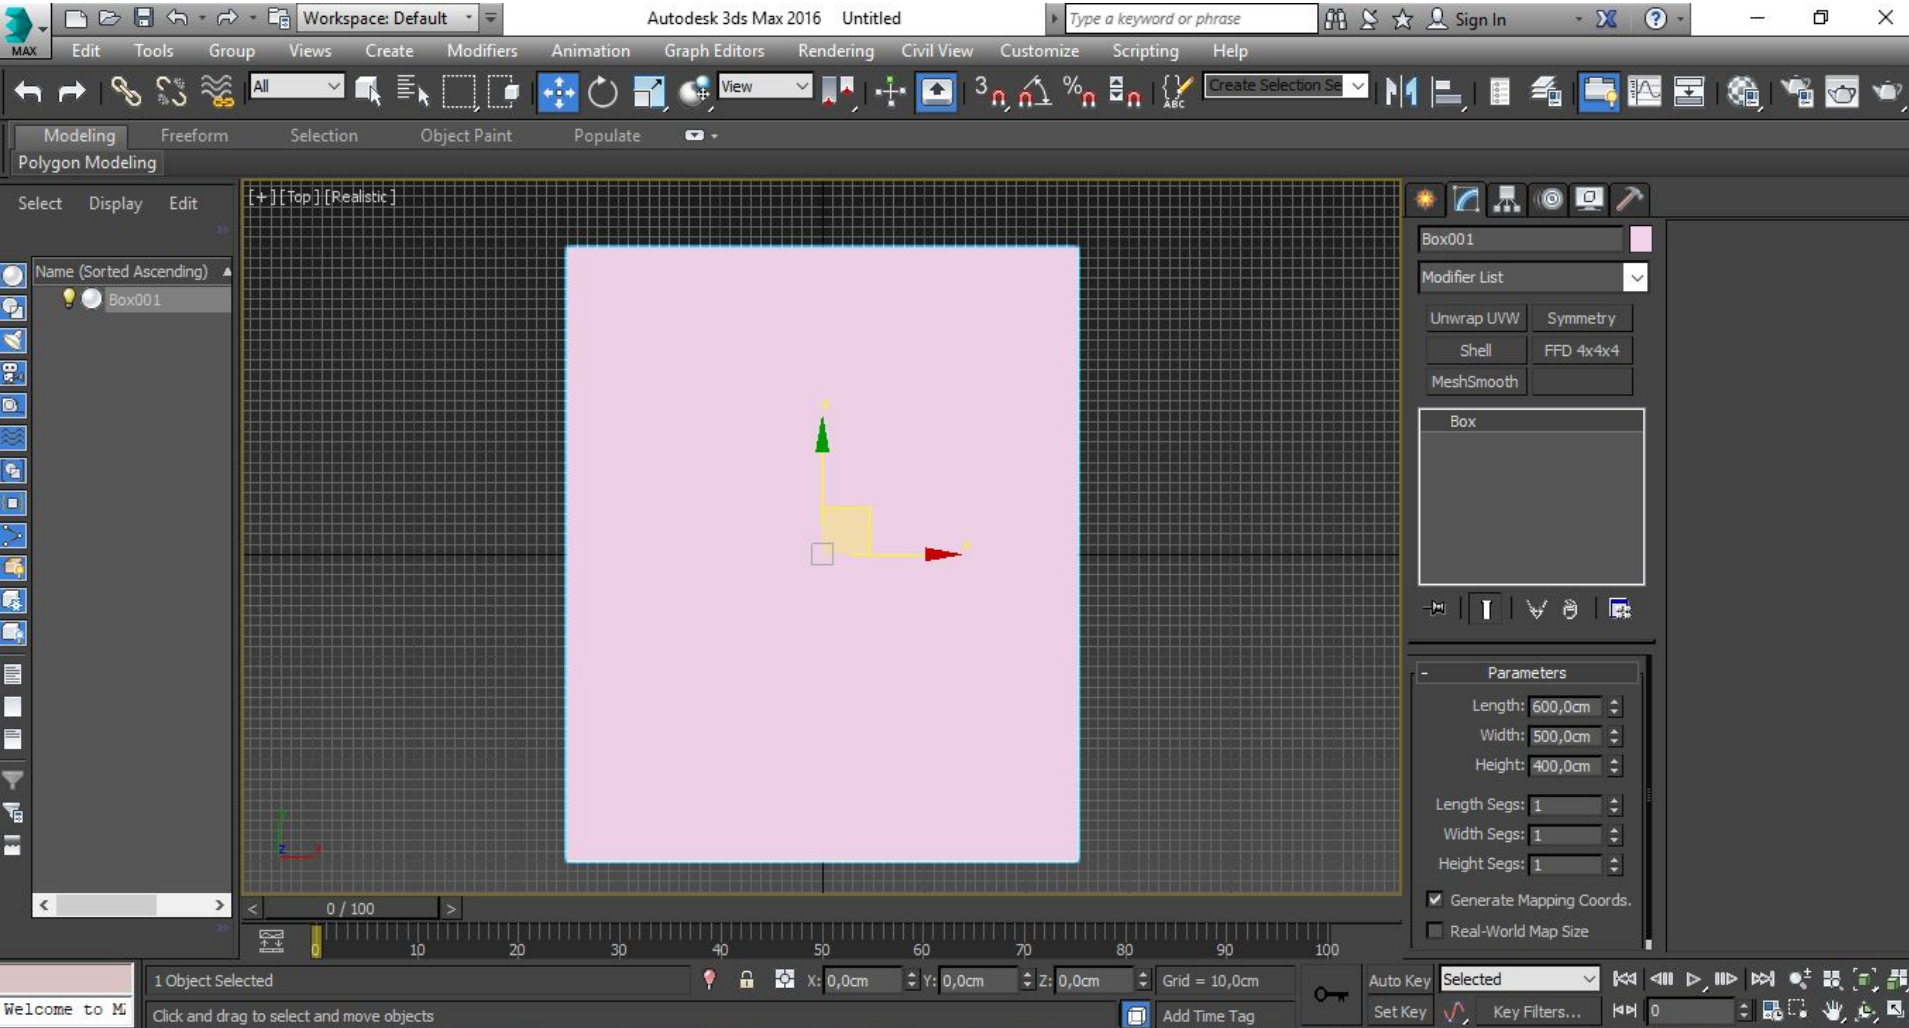 Workspace: Default
Autodesk 3ds Max 2016 Untitled
Type a keyword or phrase
Sign In
MAX
Edit Tools Group Views Create Modifiers Animation Graph Editors Rendering Civil View Customize Scripting Help
All
View
3
%
ABC
Create Selection Se
Modeling Freeform Selection Object Paint Populate
Polygon Modeling
Select Display Edit
Name (Sorted Ascending)
Box001
[+][Top][Realistic]
Box001
Modifier List
Unwrap UVW Symmetry
Shell FFD 4x4x4
MeshSmooth
Box
Parameters
Length: 600,0cm
Width: 500,0cm
Height: 400,0cm
Length Segs: 1
Width Segs: 1
Height Segs: 1
Generate Mapping Coords.
Real-World Map Size
0 / 100
0 10 20 30 40 50 60 70 80 90 100
1 Object Selected
X: 0,0cm Y: 0,0cm Z: 0,0cm
Grid = 10,0cm
Auto Key Selected
Welcome to
Click and drag to select and move objects
Add Time Tag
Set Key Key Filters... 0